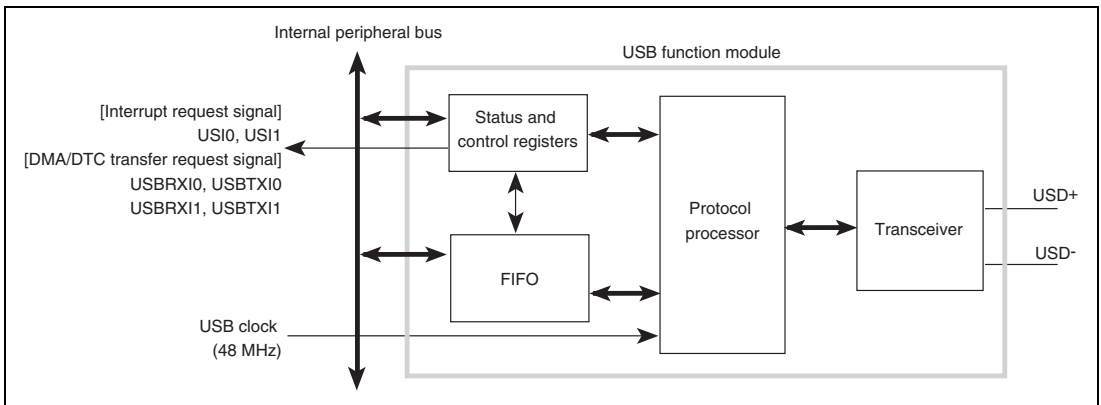 Internal peripheral bus
USB function module
[Interrupt request signal]
USI0, USI1
[DMA/DTC transfer request signal]
USBRXI0, USBTXI0
USBRXI1, USBTXI1
Status and
control registers
Protocol
processor
Transceiver
USD+
USD-
FIFO
USB clock
(48 MHz)